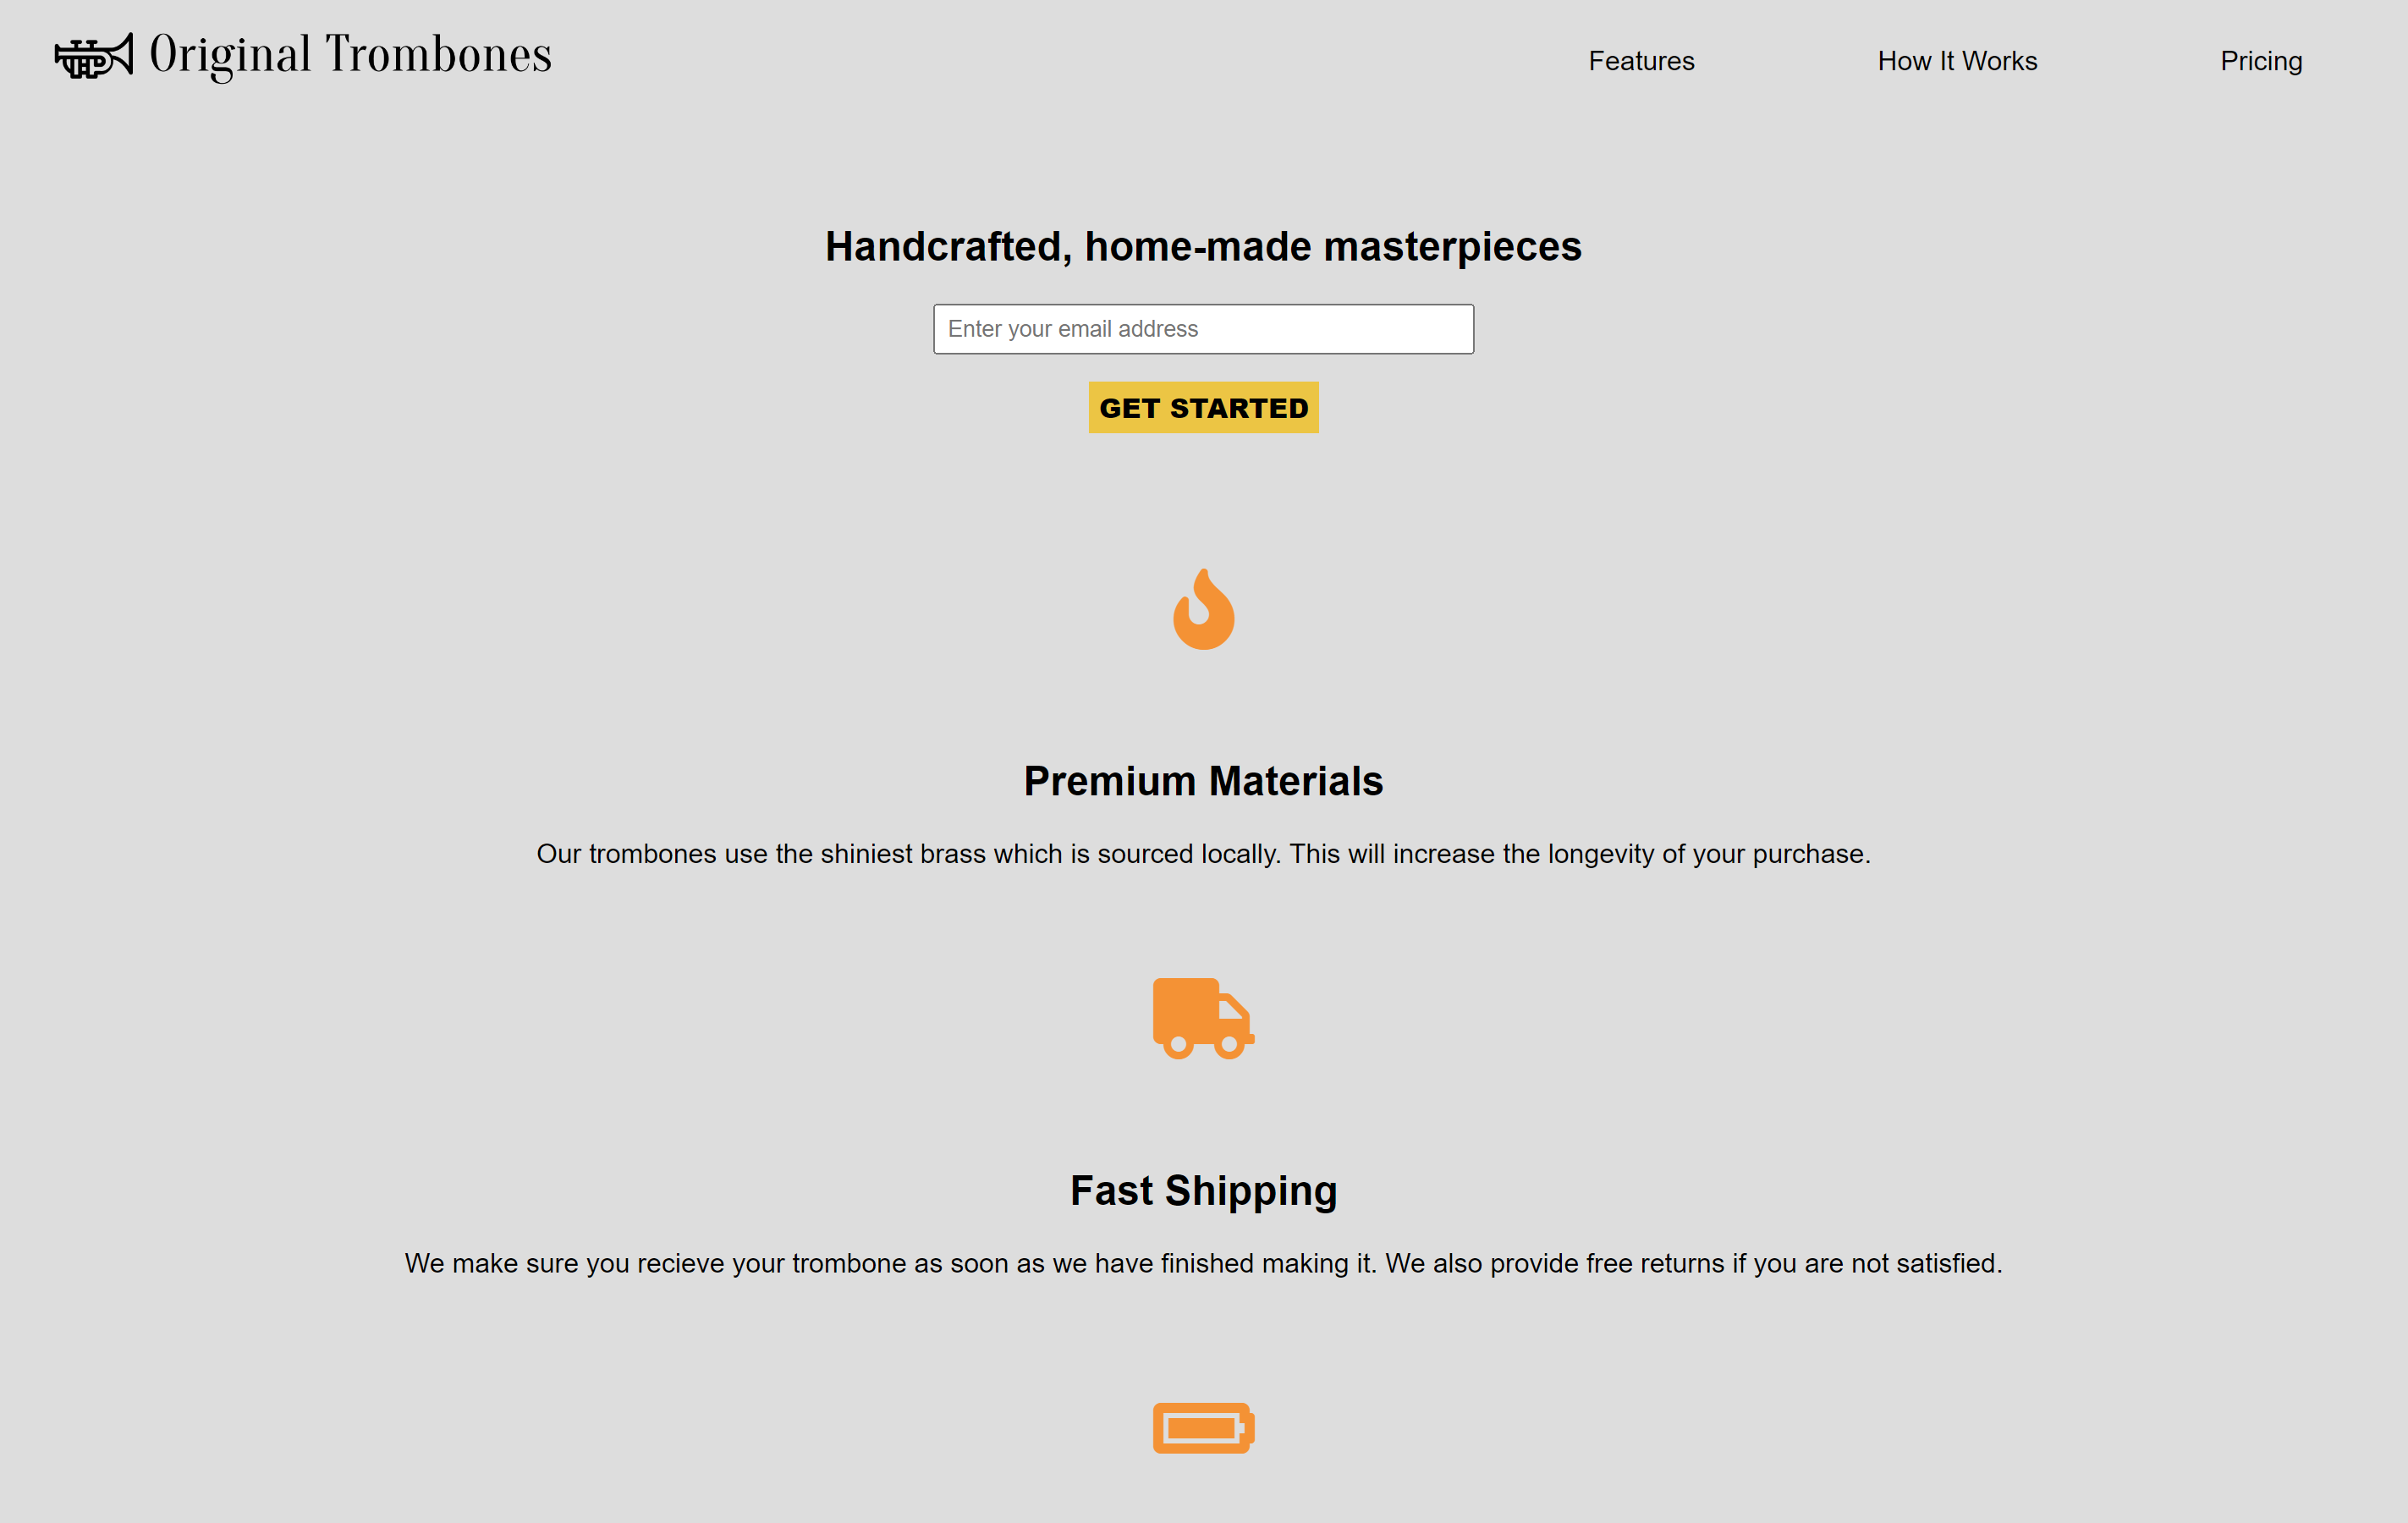 Original Trombones
Features
How It Works
Pricing
Handcrafted, home-made masterpieces
Enter your email address
GET STARTED
Premium Materials
Our trombones use the shiniest brass which is sourced locally. This will increase the longevity of your purchase.
Fast Shipping
We make sure you recieve your trombone as soon as we have finished making it. We also provide free returns if you are not satisfied.